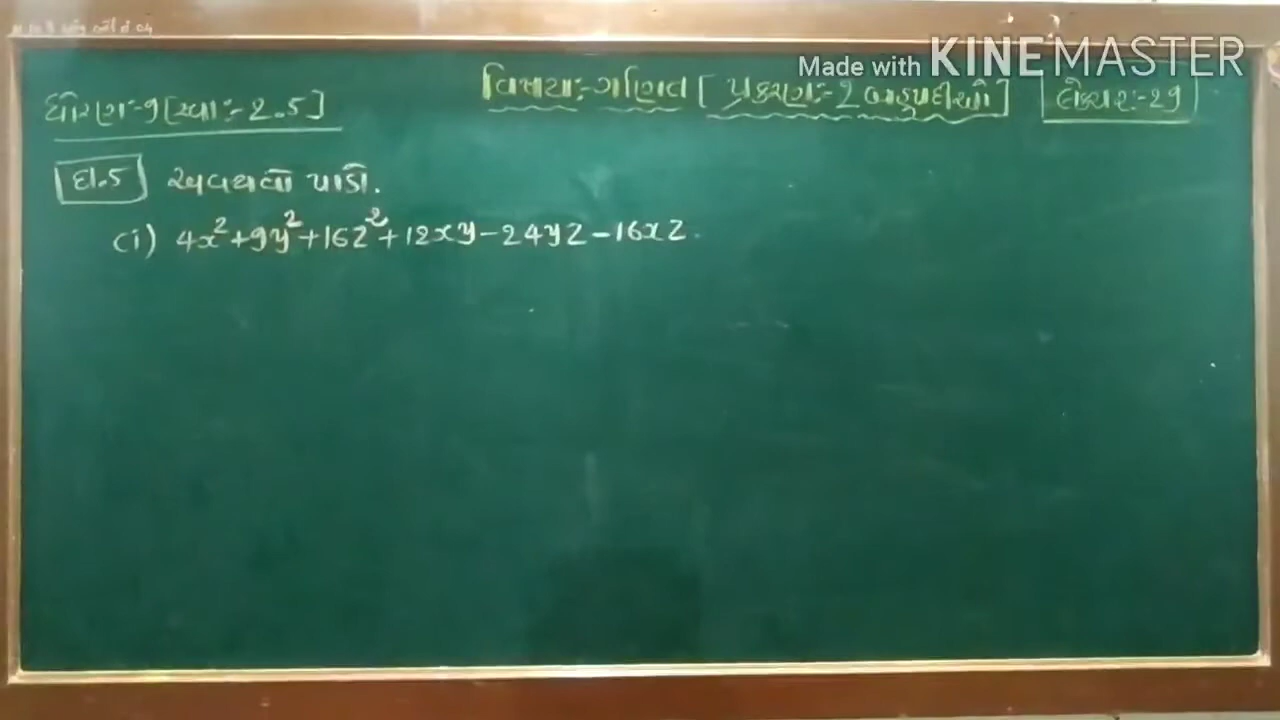 Made with KINEMASTER
વિષય:-ગણિત [ પ્રકરણ:-2 બહુપદીઓ ] લેક્ચર:-29
ધોરણ-9 [સ્વા:-2.5]
દા.5 અવયવો પાડો.
(i) 4x²+9y²+16z²+12xy-24yz-16xz.